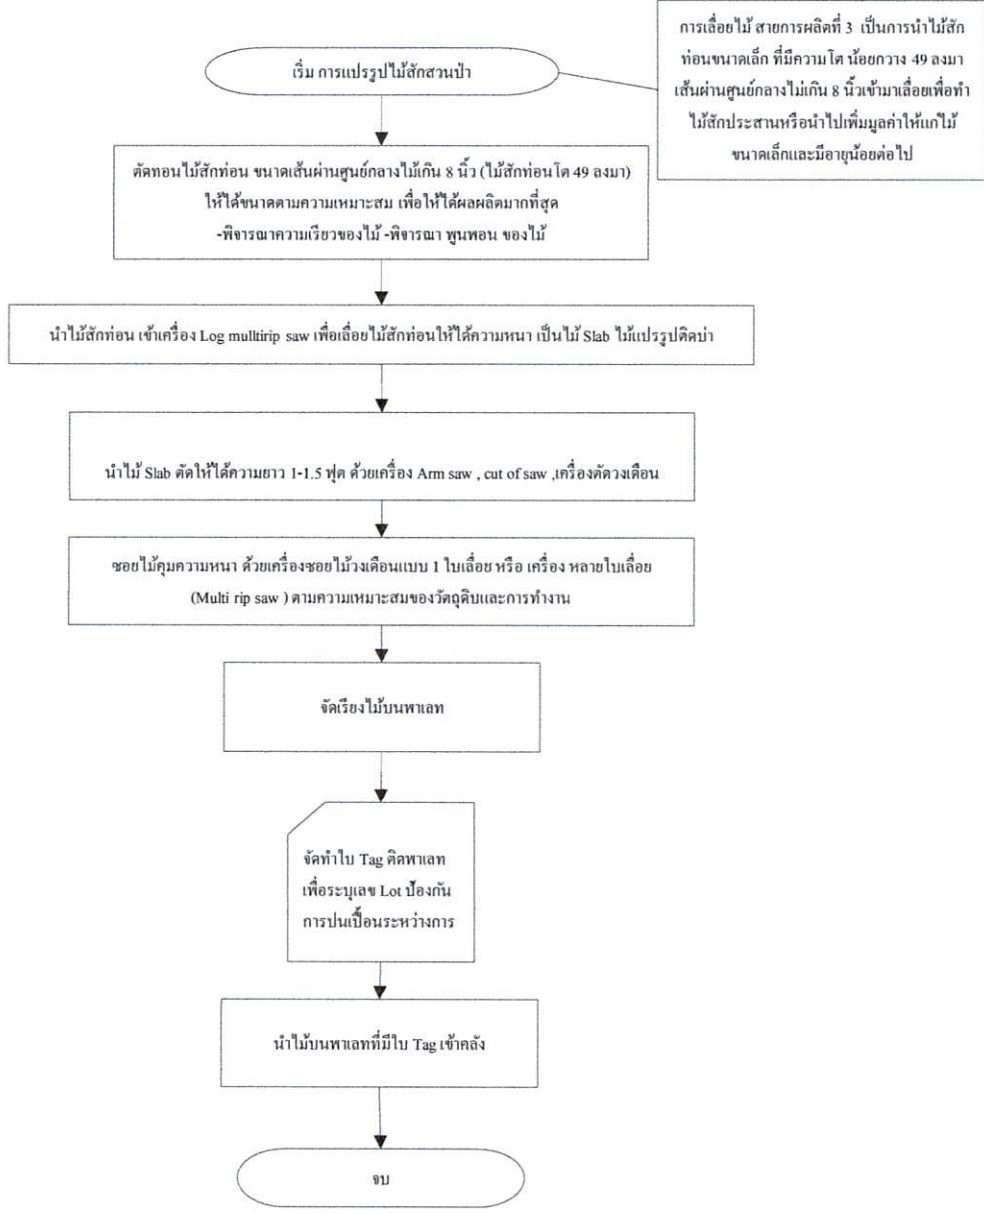 การเลื่อยไม้ สายการผลิตที่ 3 เป็นการนำไม้สัก
ท่อนขนาดเล็ก ที่มีความโต น้อยกวาง 49 ลงมา
เส้นผ่านศูนย์กลางไม่เกิน 8 นิ้วเข้ามาเลื่อยเพื่อทำ
ไม้สักประสานหรือนำไปเพิ่มมูลค่าให้แก่ไม้
ขนาดเล็กและมีอายุน้อยต่อไป
เริ่ม การแปรรูปไม้สักสวนป่า
ตัดทอนไม้สักท่อน ขนาดเส้นผ่านศูนย์กลางไม้เกิน 8 นิ้ว (ไม้สักท่อนโต 49 ลงมา)
ให้ได้ขนาดตามความเหมาะสม เพื่อให้ได้ผลผลิตมากที่สุด
-พิจารณาความเรียวของไม้ -พิจารณา พูนพอน ของไม้
นำไม้สักท่อน เข้าเครื่อง Log mulltirip saw เพื่อเลื่อยไม้สักท่อนให้ได้ความหนา เป็นไม้ Slab ไม้แปรรูปติดบ่า
นำไม้ Slab ตัดให้ได้ความยาว 1-1.5 ฟุต ด้วยเครื่อง Arm saw , cut of saw ,เครื่องตัดวงเดือน
ซอยไม้คุมความหนา ด้วยเครื่องซอยไม้วงเดือนแบบ 1 ใบเลื่อย หรือ เครื่อง หลายใบเลื่อย
(Multi rip saw ) ตามความเหมาะสมของวัตถุดิบและการทำงาน
จัดเรียงไม้บนพาเลท
จัดทำใบ Tag ติดพาเลท
เพื่อระบุเลข Lot ป้องกัน
การปนเปื้อนระหว่างการ
นำไม้บนพาเลทที่มีใบ Tag เข้าคลัง
จบ